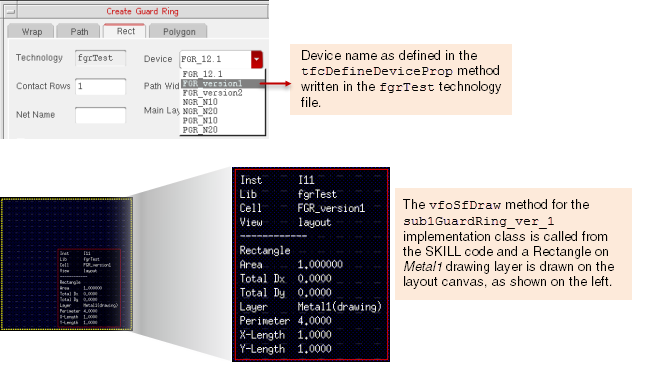 Create Guard Ring
Wrap Path Rect Polygon
Technology fgrTest Device FGR_12.1
FGR_12.1
Contact Rows 1 Path Wid FGR_version1
FGR_version2
Net Name Main Lay NGR_N10
NGR_N20
PGR_N10
PGR_N20
Device name as defined in the
tfcDefineDeviceProp method
written in the fgrTest technology
file.
Inst I11
Lib fgrTest
Cell FGR_version1
View layout
------------
Rectangle
Area 1.000000
Total Dx 0.0000
Total Dy 0.0000
Layer Metal1(drawing)
Perimeter 4.0000
X-Length 1.0000
Y-Length 1.0000
Inst I11
Lib fgrTest
Cell FGR_version1
View layout
------------
Rectangle
Area 1.000000
Total Dx 0.0000
Total Dy 0.0000
Layer Metal1(drawing)
Perimeter 4.0000
X-Length 1.0000
Y-Length 1.0000
The vfoSfDraw method for the
sub1GuardRing_ver_1
implementation class is called from
the SKILL code and a Rectangle on
Metal1 drawing layer is drawn on the
layout canvas, as shown on the left.